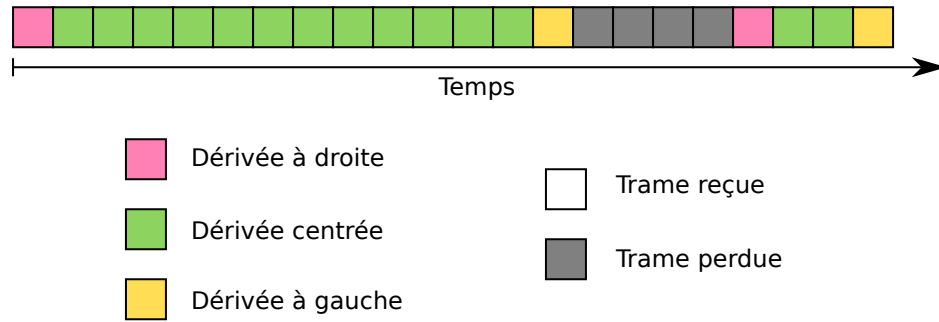 Temps
Dérivée à droite
Dérivée centrée
Dérivée à gauche
Trame reçue
Trame perdue